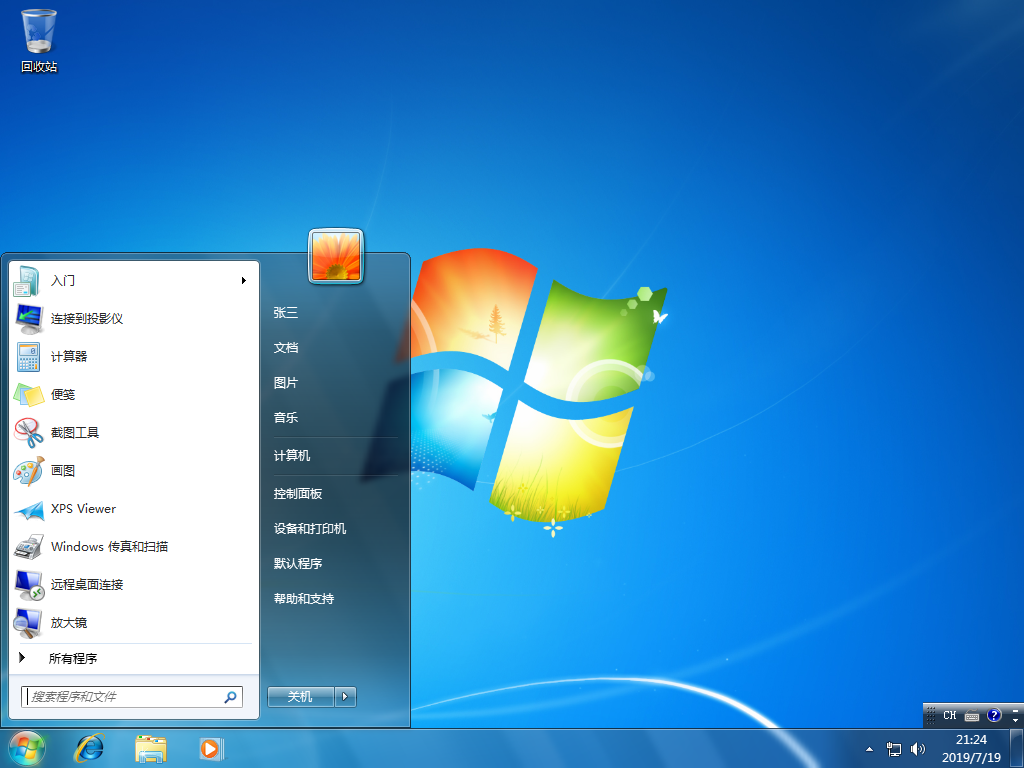 回收站
入门
连接到投影仪
计算器
便笺
截图工具
画图
XPS Viewer
Windows 传真和扫描
远程桌面连接
放大镜
所有程序
搜索程序和文件
张三
文档
图片
音乐
计算机
控制面板
设备和打印机
默认程序
帮助和支持
关机
CH
21:24
2019/7/19